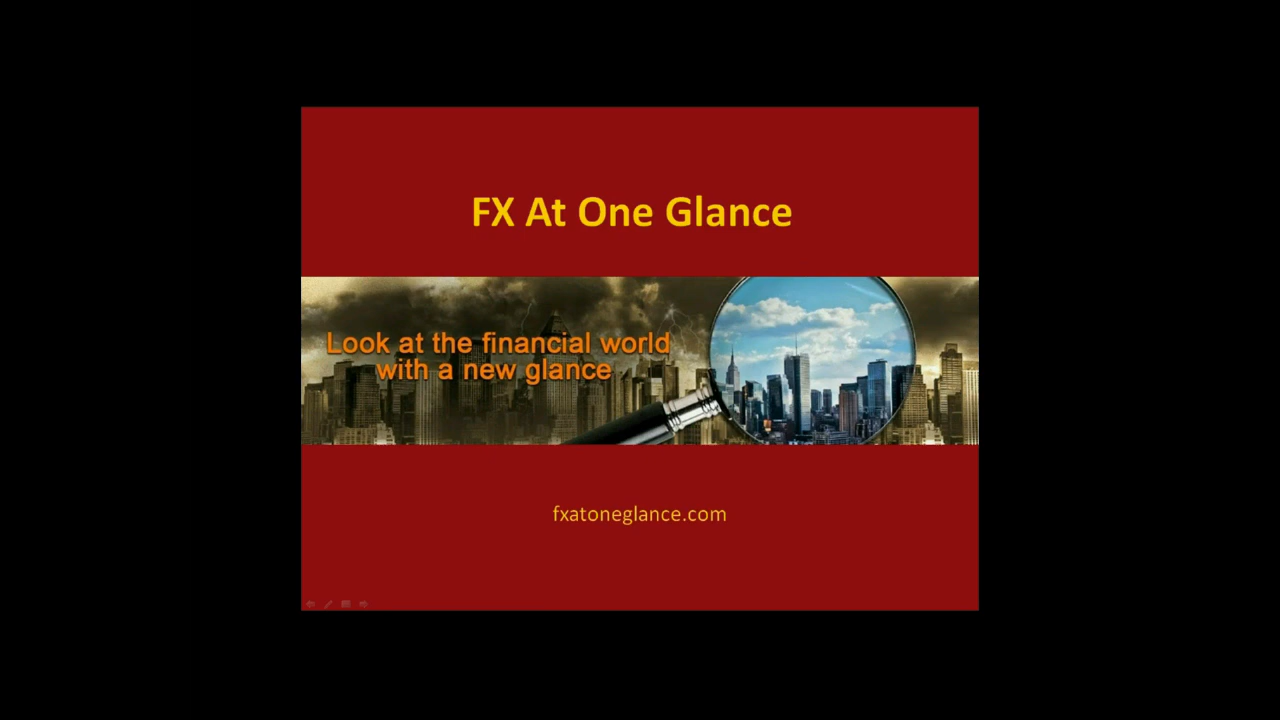 FX At One Glance
Look at the financial world
with a new glance
fxatoneglance.com